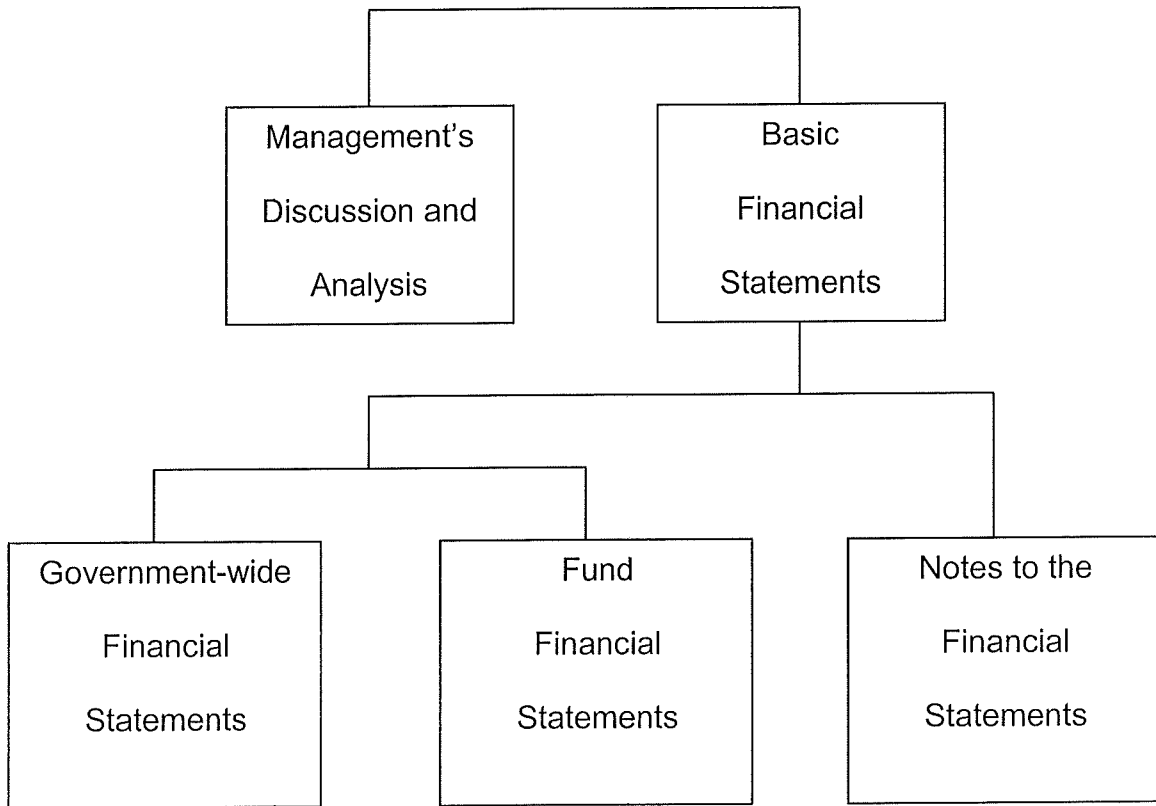 Management's
Discussion and
Analysis
Basic
Financial
Statements
Government-wide
Financial
Statements
Fund
Financial
Statements
Notes to the
Financial
Statements